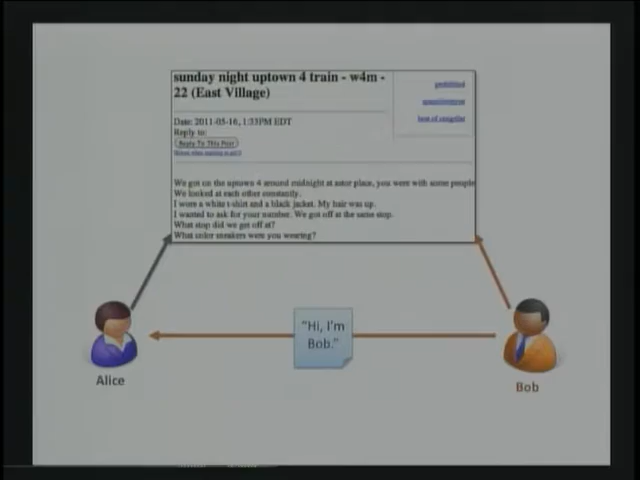 sunday night uptown 4 train - w4m -
22 (East Village)
prohibited
best of craigslist
Date: 2011-05-16, 1:33PM EDT
Reply to:
Reply To This Post
We got on the uptown 4 around midnight at astor place, you were with some people
We looked at each other constantly.
I wore a white t-shirt and a black jacket. My hair was up.
I wanted to ask for your number. We got off at the same stop.
What stop did we get off at?
What color sneakers were you wearing?
"Hi, I'm
Bob."
Alice
Bob